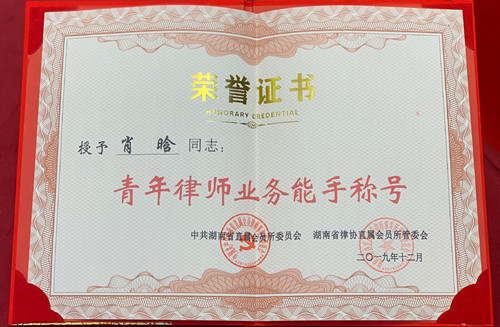 荣誉证书
HONORARY CREDENTIAL
授予 肖晗 同志:
青年律师业务能手称号
中共湖南省直属会员所委员会 湖南省律协直属会员所管委会
二〇一九年十二月